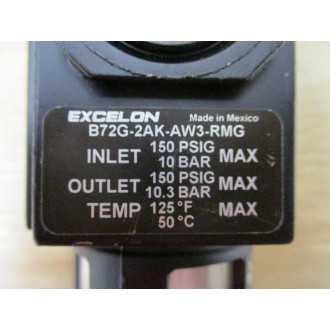 EXCELON Made in Mexico
B72G-2AK-AW3-RMG
INLET 150 PSIG 10 BAR MAX
OUTLET 150 PSIG 10.3 BAR MAX
TEMP 125 °F 50 °C MAX